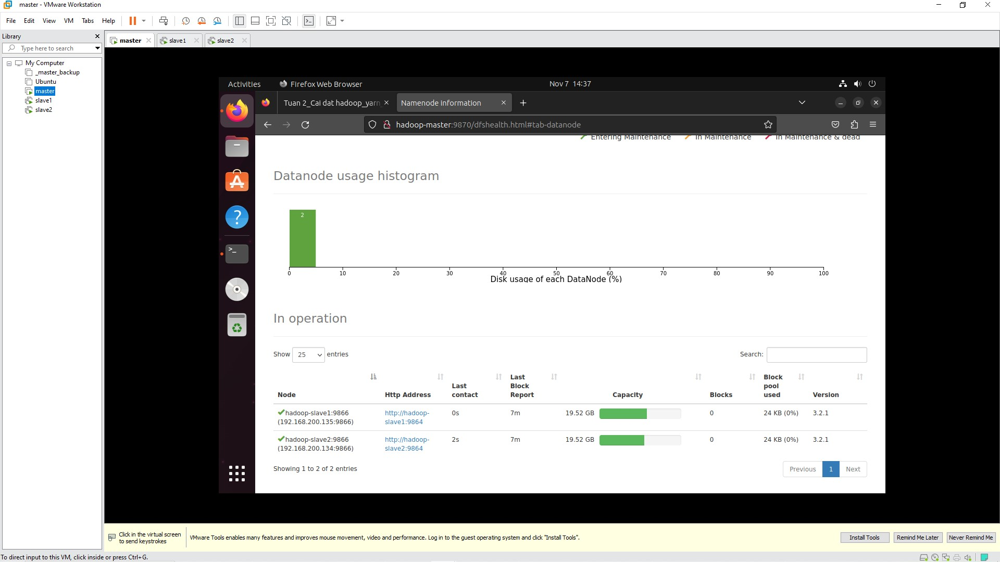 master - VMware Workstation
File Edit View VM Tabs Help
Library
Type here to search
My Computer
_master_backup
Ubuntu
master
slave1
slave2
master slave1 slave2
Activities Firefox Web Browser Nov 7 14:37
Tuan 2_Cai dat hadoop_yarn Namenode Information
hadoop-master:9870/dfshealth.html#tab-datanode
Entering Maintenance In Maintenance In Maintenance & dead
Datanode usage histogram
2
0 10 20 30 40 50 60 70 80 90 100
Disk usage of each DataNode (%)
In operation
Show 25 entries Search:
Node Http Address Last contact Last Block Report Capacity Blocks Block pool used Version
hadoop-slave1:9866 http://hadoop- 0s 7m 19.52 GB 0 24 KB (0%) 3.2.1
(192.168.200.135:9866) slave1:9864
hadoop-slave2:9866 http://hadoop- 2s 7m 19.52 GB 0 24 KB (0%) 3.2.1
(192.168.200.134:9866) slave2:9864
Showing 1 to 2 of 2 entries Previous 1 Next
Click in the virtual screen
to send keystrokes
VMware Tools enables many features and improves mouse movement, video and performance. Log in to the guest operating system and click "Install Tools".
Install Tools Remind Me Later Never Remind Me
To direct input to this VM, click inside or press Ctrl+G.